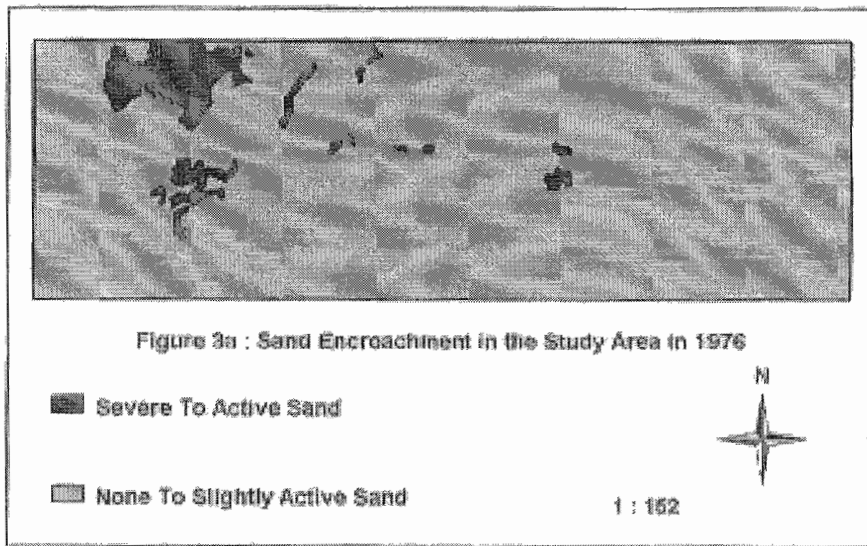 Figure 3a : Sand Encroachment in the Study Area in 1976
N
Severe To Active Sand
None To Slightly Active Sand
1 : 152